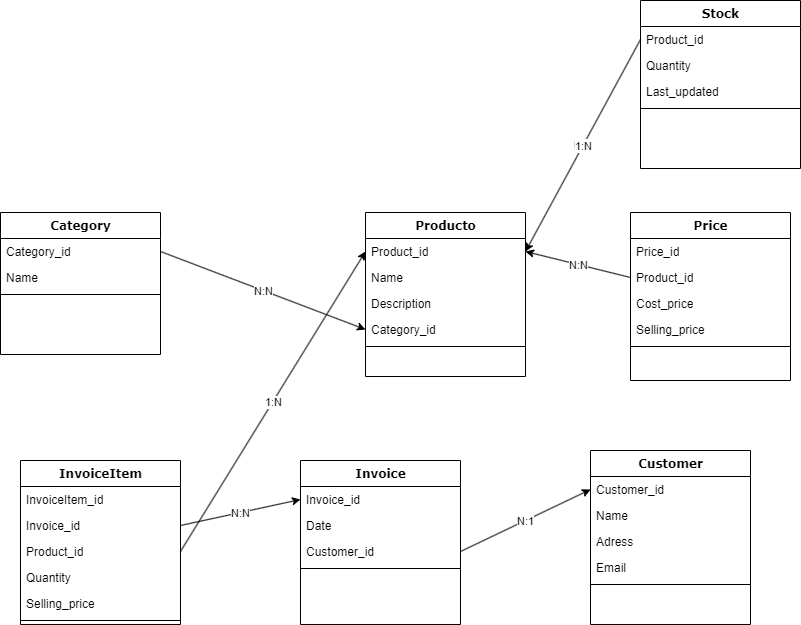 Stock
Product_id
Quantity
Last_updated
1:N
Category
Category_id
Name
N:N
Producto
Product_id
Name
Description
Category_id
N:N
Price
Price_id
Product_id
Cost_price
Selling_price
1:N
InvoiceItem
InvoiceItem_id
Invoice_id
Product_id
Quantity
Selling_price
N:N
Invoice
Invoice_id
Date
Customer_id
N:1
Customer
Customer_id
Name
Adress
Email